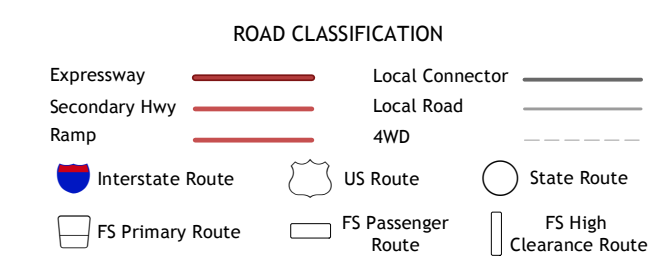 ROAD CLASSIFICATION
Expressway
Local Connector
Secondary Hwy
Local Road
Ramp
4WD
Interstate Route
US Route
State Route
FS Primary Route
FS Passenger
Route
FS High
Clearance Route